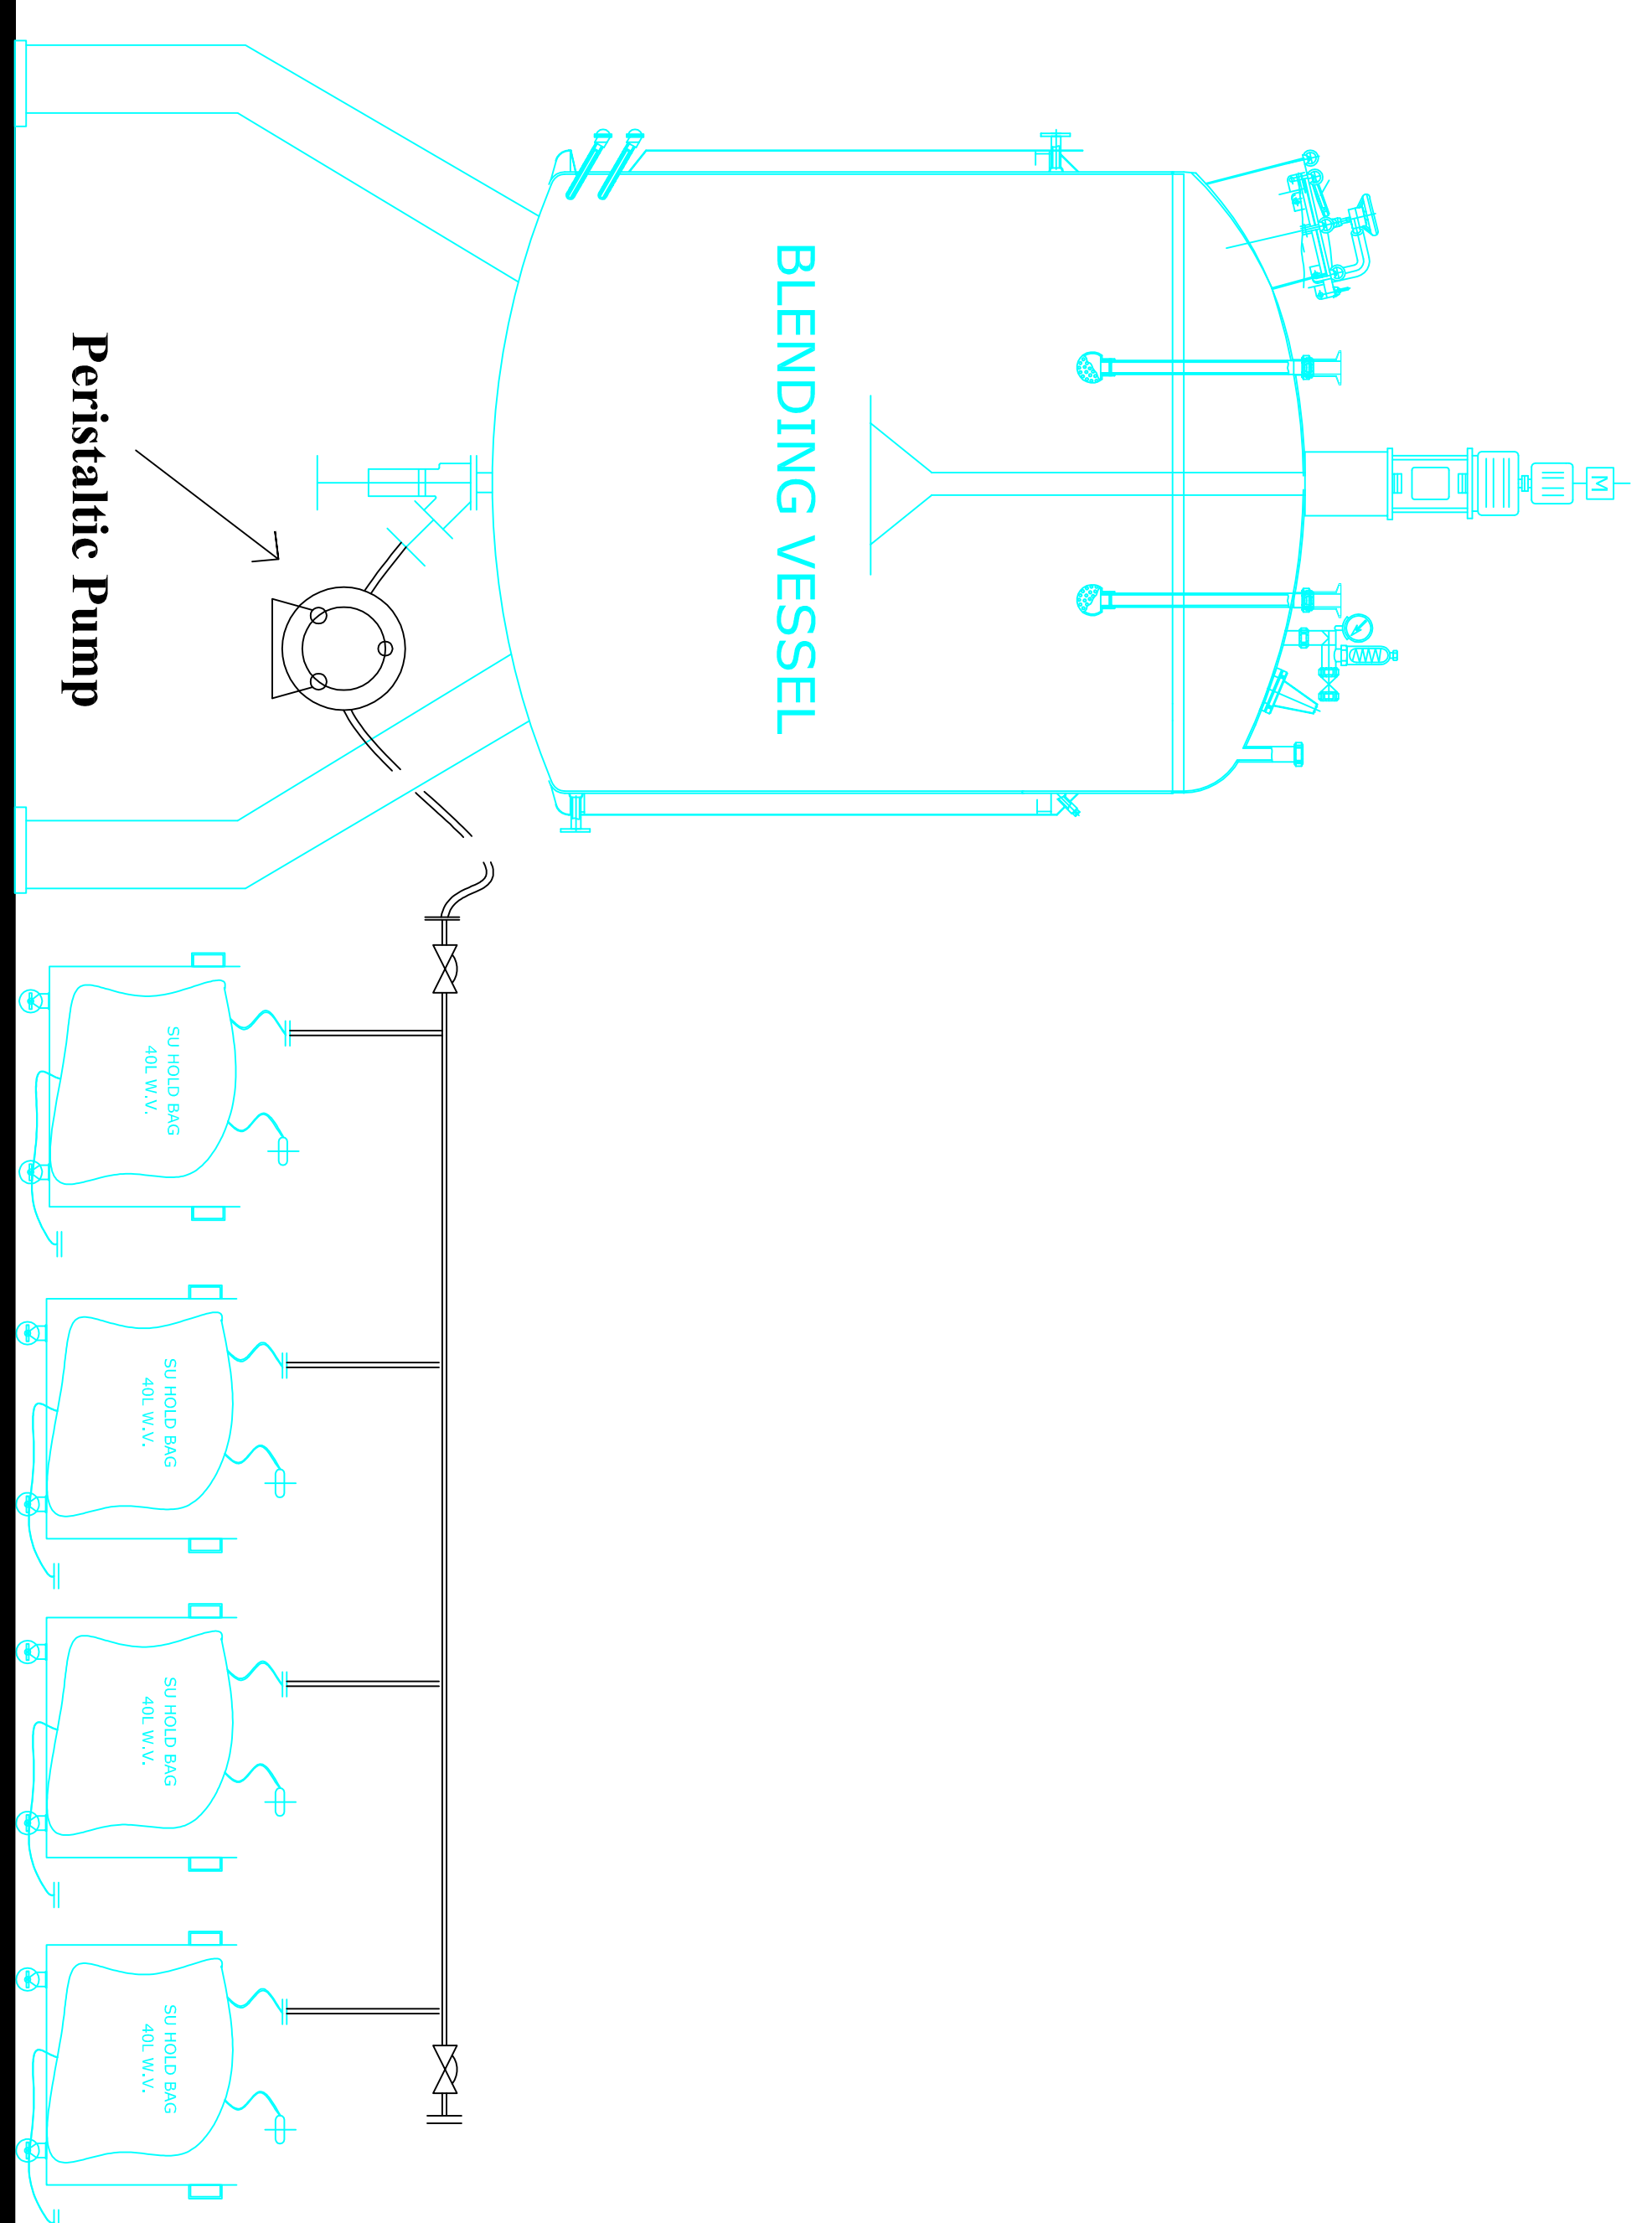 M
BLENDING VESSEL
Peristaltic Pump
SU HOLD BAG
40L W.V.
SU HOLD BAG
40L W.V.
SU HOLD BAG
40L W.V.
SU HOLD BAG
40L W.V.